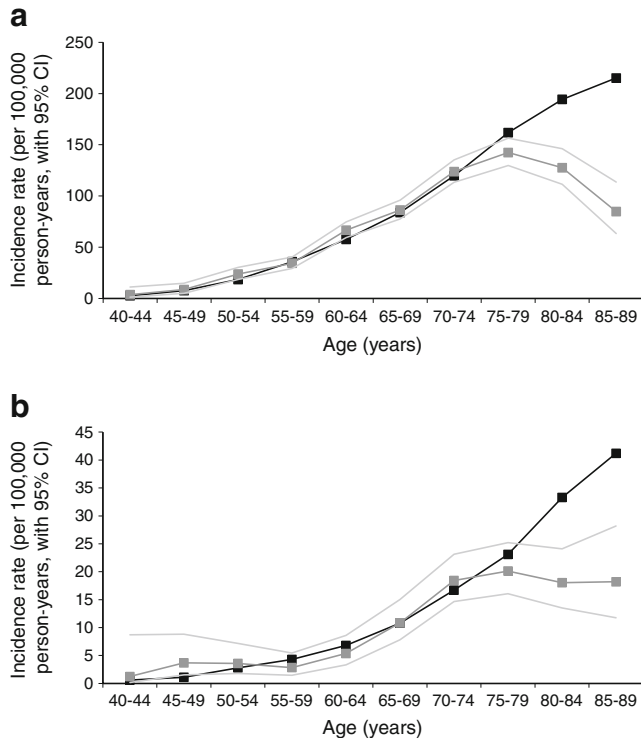 a
Incidence rate (per 100,000
person-years, with 95% CI)
250
200
150
100
50
0
40-44 45-49 50-54 55-59 60-64 65-69 70-74 75-79 80-84 85-89
Age (years)
b
Incidence rate (per 100,000
person-years, with 95% CI)
45
40
35
30
25
20
15
10
5
0
40-44 45-49 50-54 55-59 60-64 65-69 70-74 75-79 80-84 85-89
Age (years)